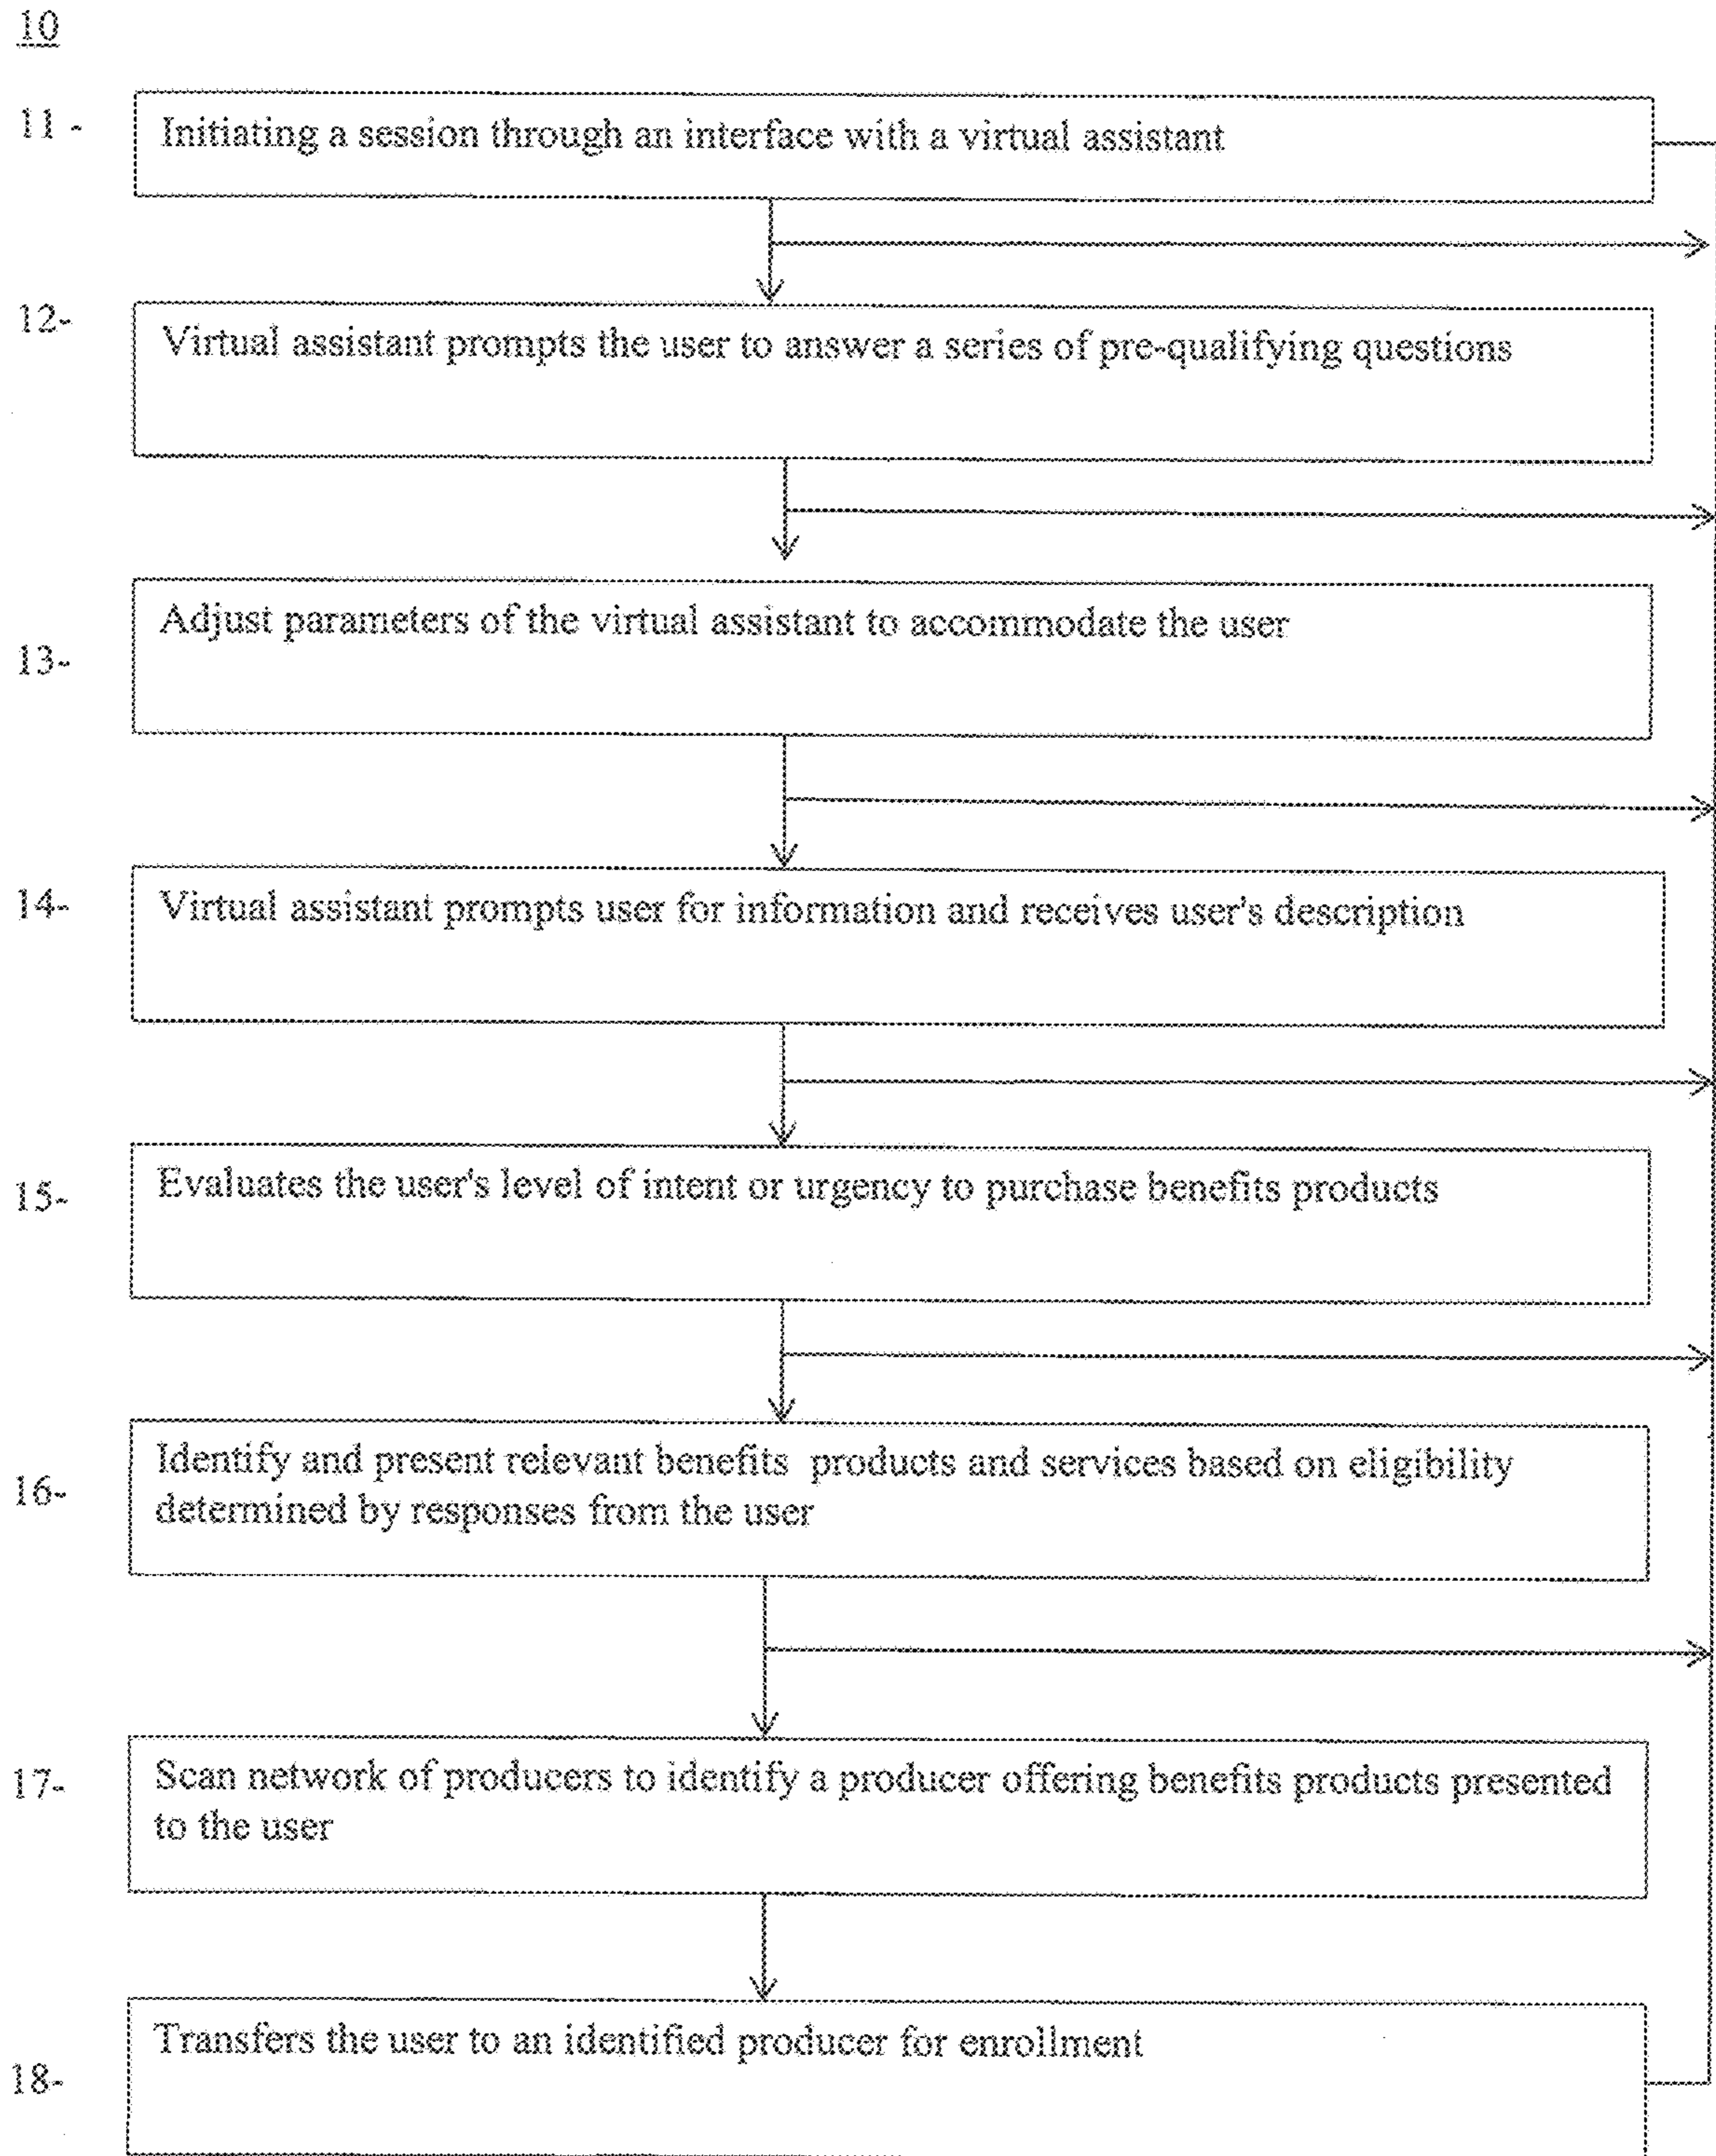 10
11 - Initiating a session through an interface with a virtual assistant
12- Virtual assistant prompts the user to answer a series of pre-qualifying questions
Adjust parameters of the virtual assistant to accommodate the user
13-
14- Virtual assistant prompts user for information and receives user's description
15- Evaluates the user's level of intent or urgency to purchase benefits products
Identify and present relevant benefits products and services based on eligibility
16-
determined by responses from the user
17- Scan network of producers to identify a producer offering benefits products presented
to the user
Transfers the user to an identified producer for enrollment
18-